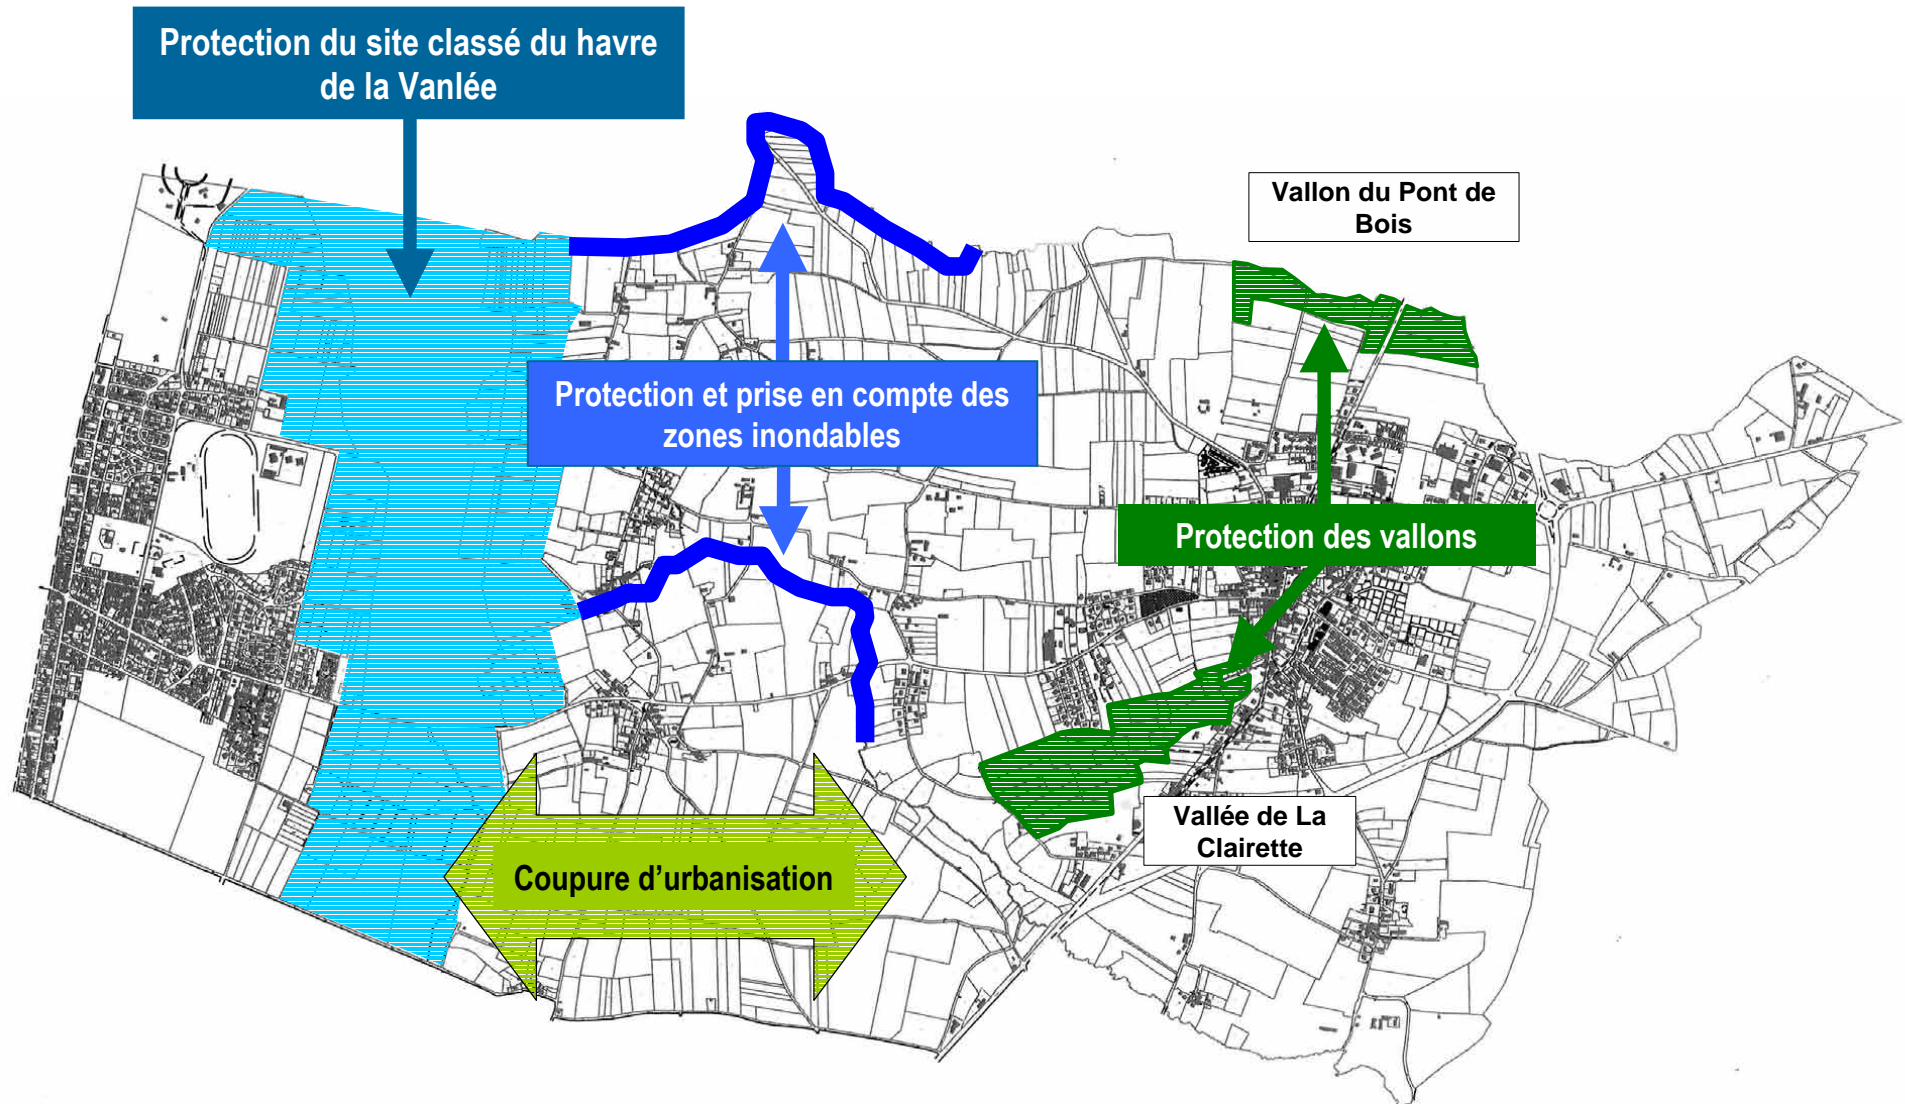 Protection du site classé du havre
de la Vanlée
Vallon du Pont de
Bois
Protection et prise en compte des
zones inondables
Protection des vallons
Vallée de La
Clairette
Coupure d’urbanisation